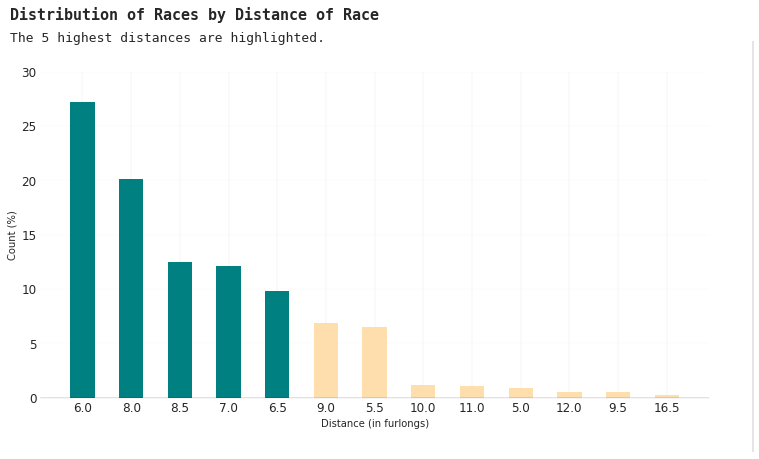 Distribution of Races by Distance of Race
The 5 highest distances are highlighted.
30
25
20
15
10
5
0
Count (%)
6.0 8.0 8.5 7.0 6.5 9.0 5.5 10.0 11.0 5.0 12.0 9.5 16.5
Distance (in furlongs)